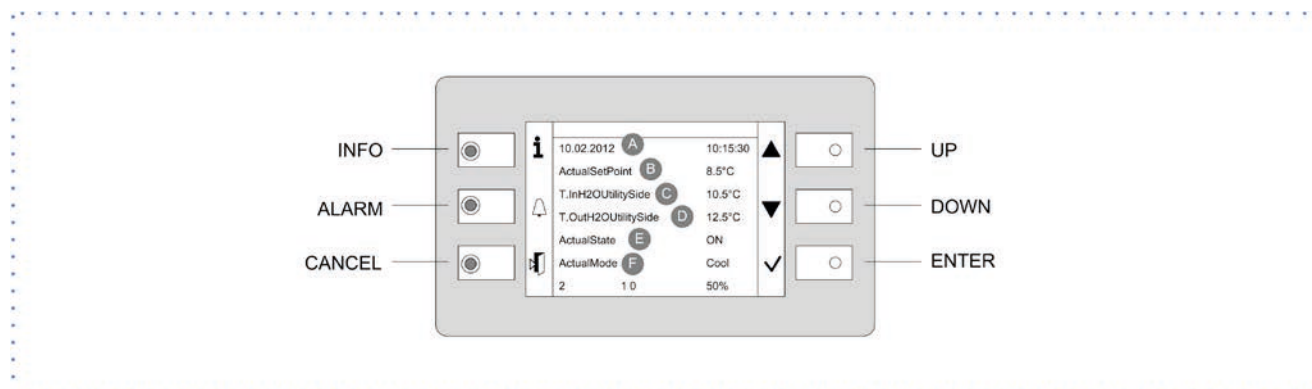 INFO
ALARM
CANCEL
i
10.02.2012 A 10:15:30
ActualSetPoint B 8.5°C
T.InH2OUtilitySide C 10.5°C
T.OutH2OUtilitySide D 12.5°C
ActualState E ON
ActualMode F Cool
2 1 0 50%
UP
DOWN
ENTER